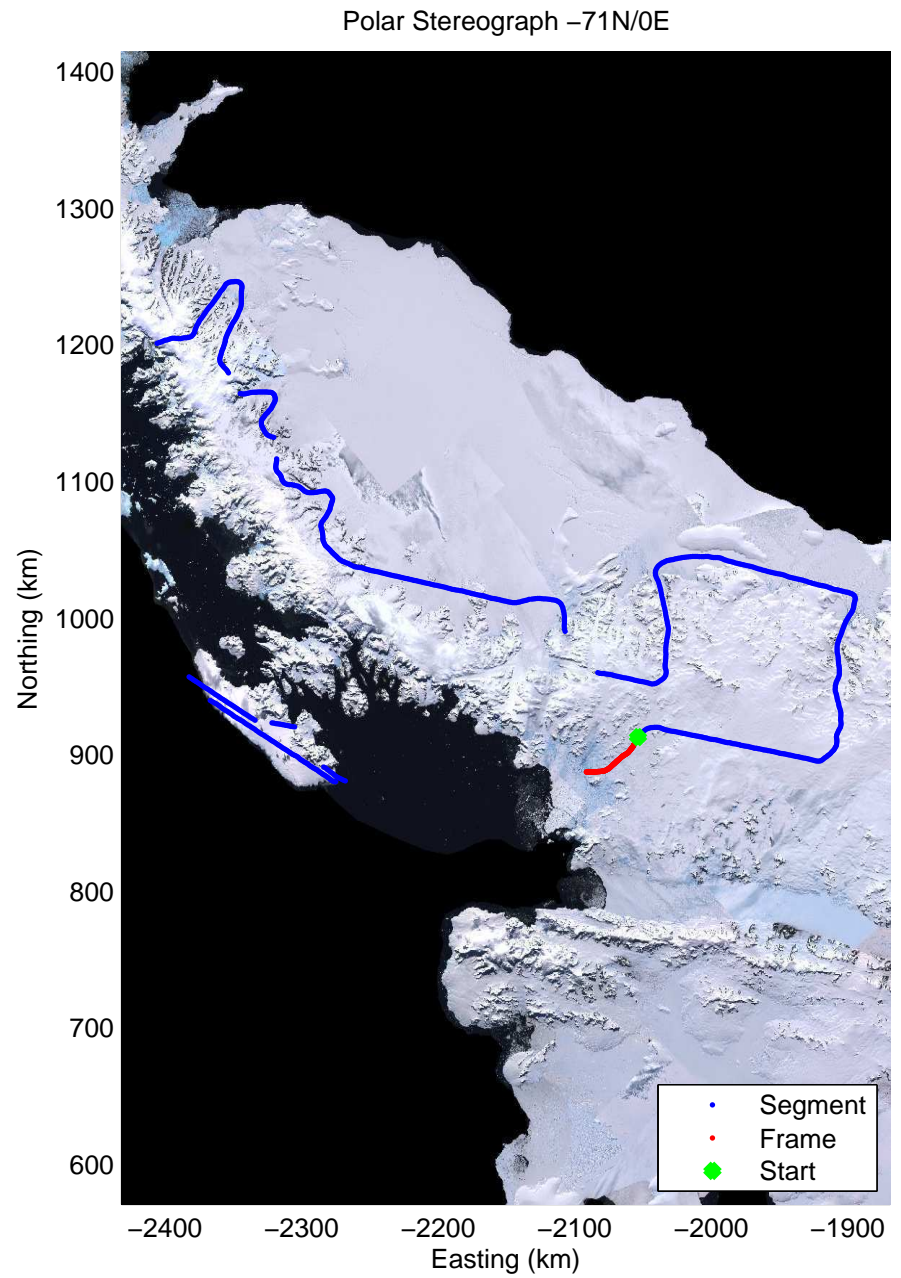 Polar Stereograph −71N/0E
1400
1300
1200
1100
1000
900
800
700
600
Northing (km)
−2400 −2300 −2200 −2100 −2000 −1900
Easting (km)
Segment
Frame
Start